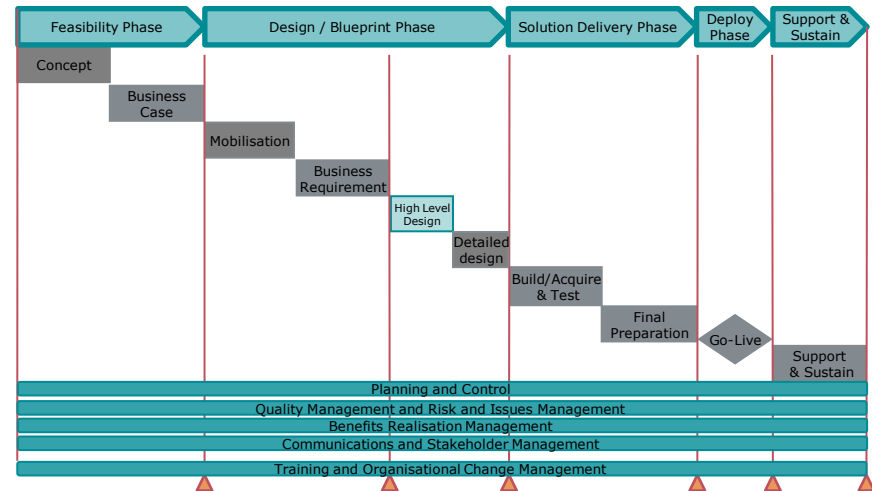 Feasibility Phase
Design / Blueprint Phase
Solution Delivery Phase
Deploy
Phase
Support &
Sustain
Concept
Business
Case
Mobilisation
Business
Requirement
High Level
Design
Detailed
design
Build/Acquire
& Test
Final
Preparation
Go-Live
Support
& Sustain
Planning and Control
Quality Management and Risk and Issues Management
Benefits Realisation Management
Communications and Stakeholder Management
Training and Organisational Change Management